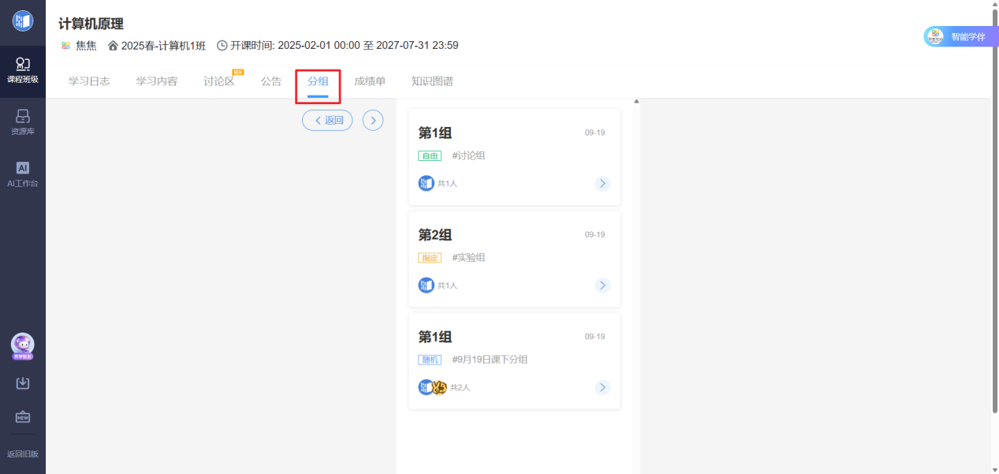 计算机原理
焦焦 2025春-计算机1班 开课时间: 2025-02-01 00:00 至 2027-07-31 23:59
智能学伴
课程班级
学习日志 学习内容 讨论区 公告 分组 成绩单 知识图谱
返回
资源库
AI
AI工作台
第1组 09-19
自由 #讨论组
共1人
第2组 09-19
指定 #实验组
共1人
第1组 09-19
随机 #9月19日课下分组
共2人
NEW
返回旧版